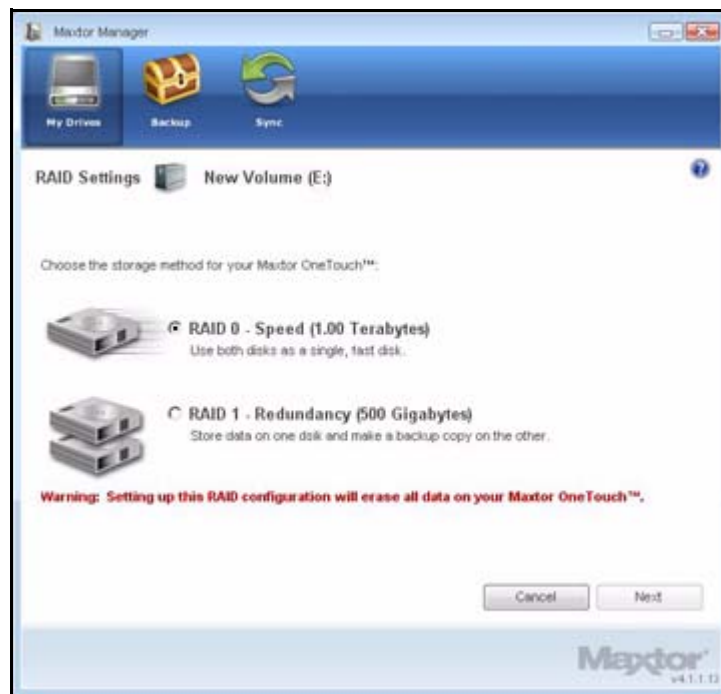 Maxtor Manager
My Drives
Backup
Sync
RAID Settings
New Volume (E:)
Choose the storage method for your Maxtor OneTouch™:
RAID 0 - Speed (1.00 Terabytes)
Use both disks as a single, fast disk.
RAID 1 - Redundancy (500 Gigabytes)
Store data on one disk and make a backup copy on the other.
Warning: Setting up this RAID configuration will erase all data on your Maxtor OneTouch™.
Cancel
Next
Maxtor